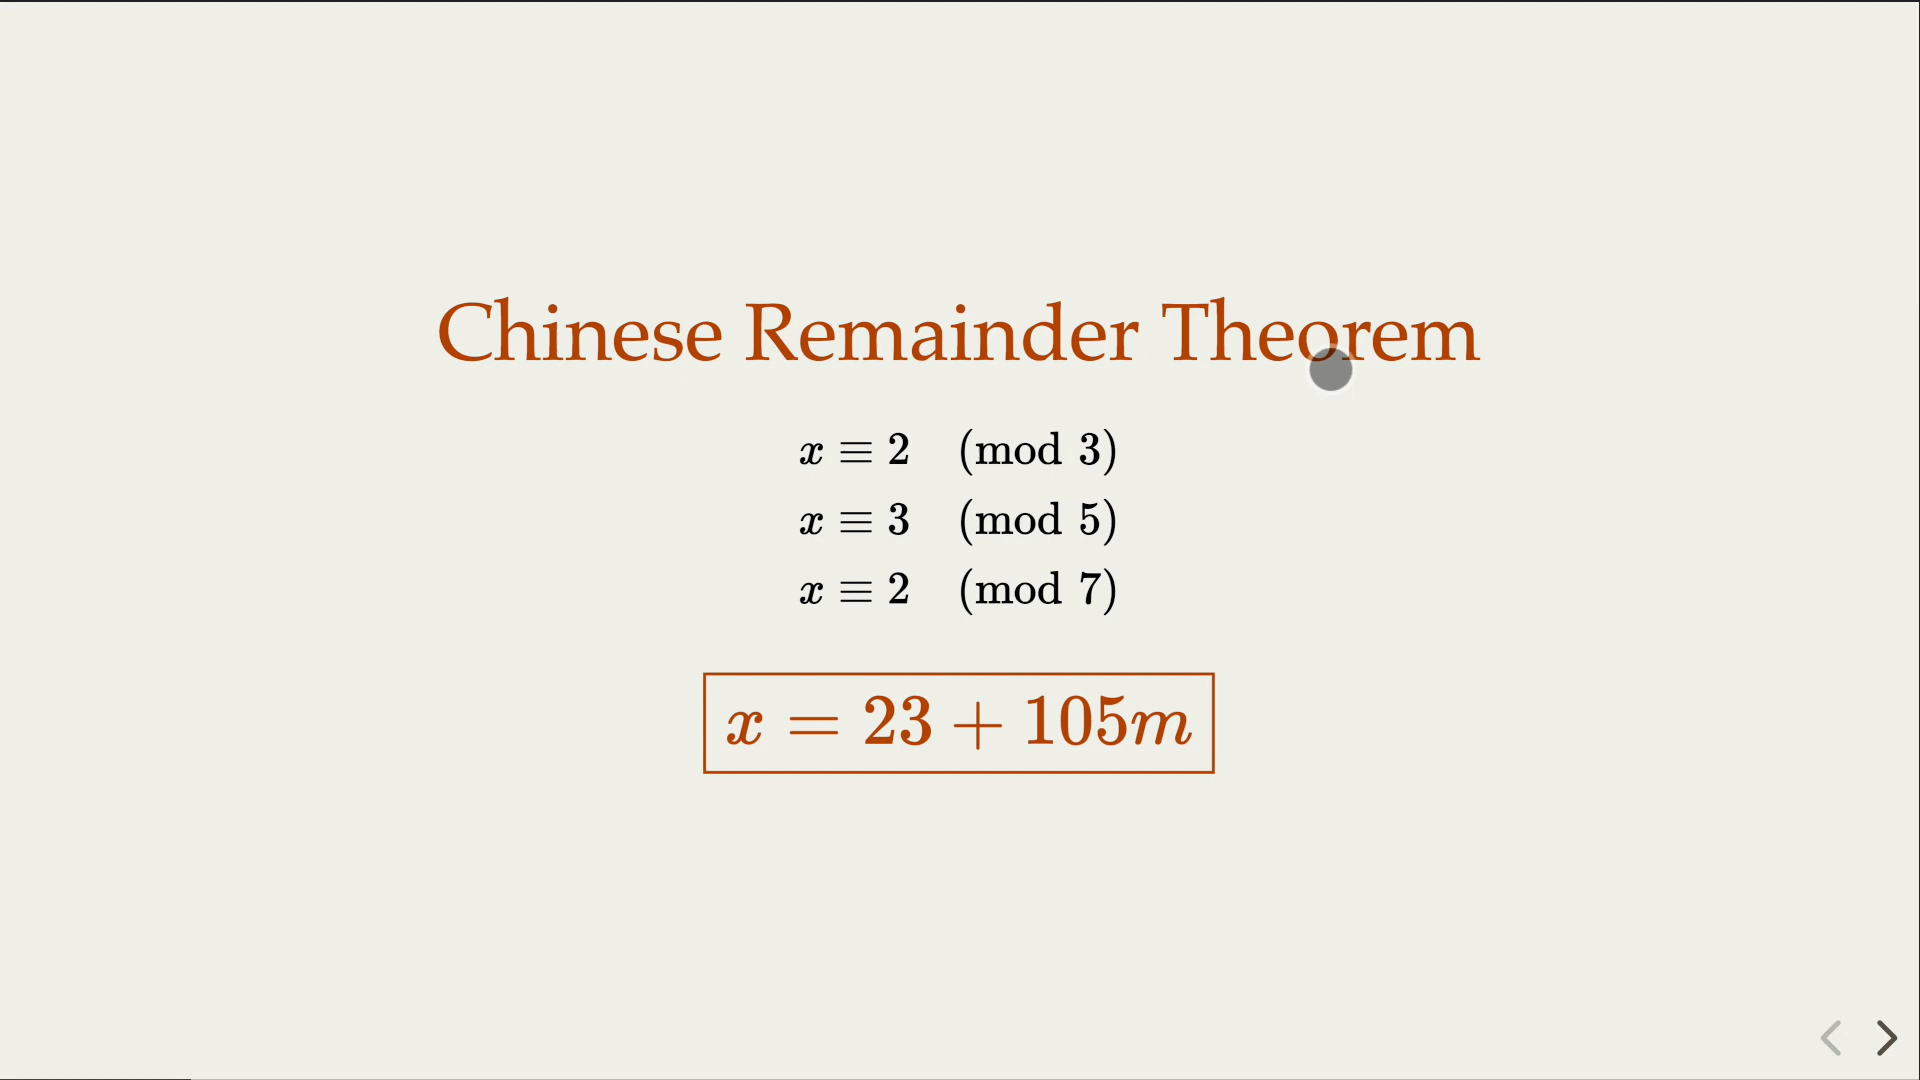 Chinese Remainder Theorem
x ≡ 2 (mod 3)
x ≡ 3 (mod 5)
x ≡ 2 (mod 7)
x = 23 + 105m